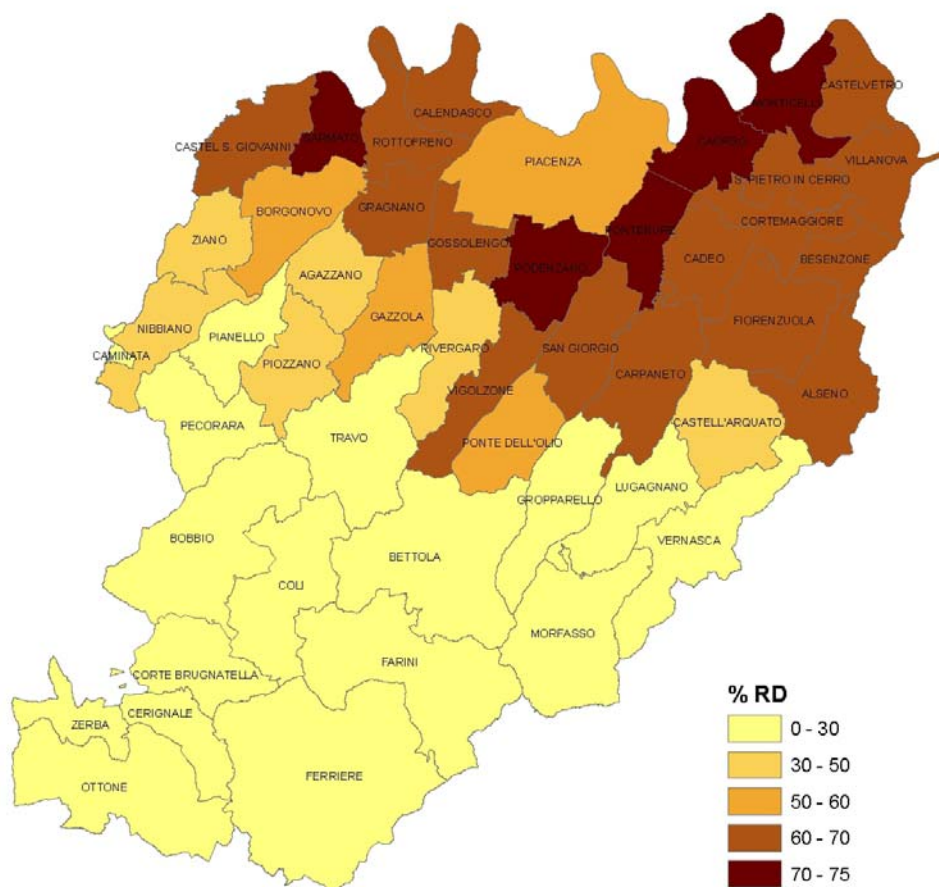 CASTELVETRO
MONTICELLI
CALENDASCO
SARMATO
CAORSO
ROTTOFRENO
CASTEL S. GIOVANNI
VILLANOVA
PIACENZA
S. PIETRO IN CERRO
GRAGNANO
BORGONOVO
CORTEMAGGIORE
PONTENURE
ZIANO
GOSSOLENGO
CADEO
BESENZONE
AGAZZANO
PODENZANO
GAZZOLA
FIORENZUOLA
NIBBIANO
PIANELLO
RIVERGARO
SAN GIORGIO
CAMINATA
PIOZZANO
CARPANETO
VIGOLZONE
ALSENO
CASTELL'ARQUATO
PECORARA
TRAVO
PONTE DELL'OLIO
LUGAGNANO
GROPPARELLO
BOBBIO
VERNASCA
BETTOLA
COLI
MORFASSO
FARINI
CORTE BRUGNATELLA
% RD
CERIGNALE
ZERBA
0 - 30
30 - 50
FERRIERE
OTTONE
50 - 60
60 - 70
70 - 75